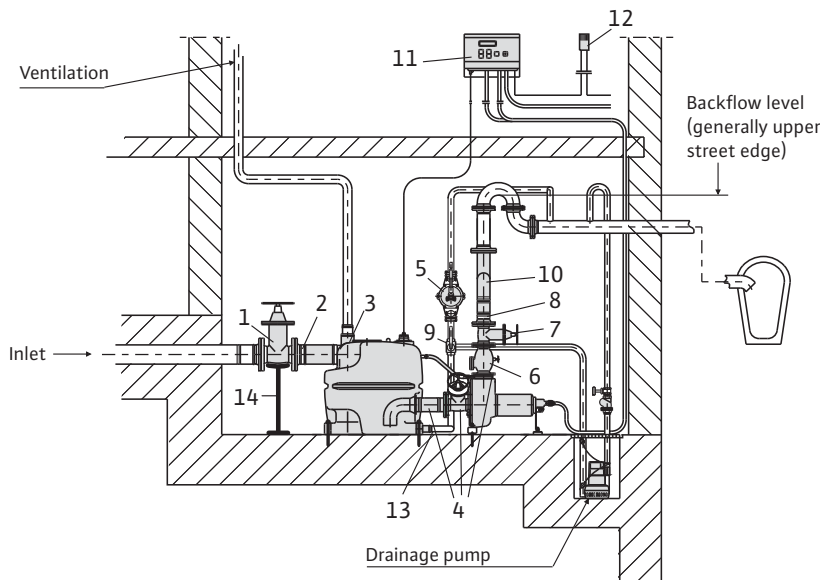 12
11
Ventilation
Backflow level
(generally upper
street edge)
5
10
1
2
3
8
9
7
Inlet
6
14
13
4
Drainage pump